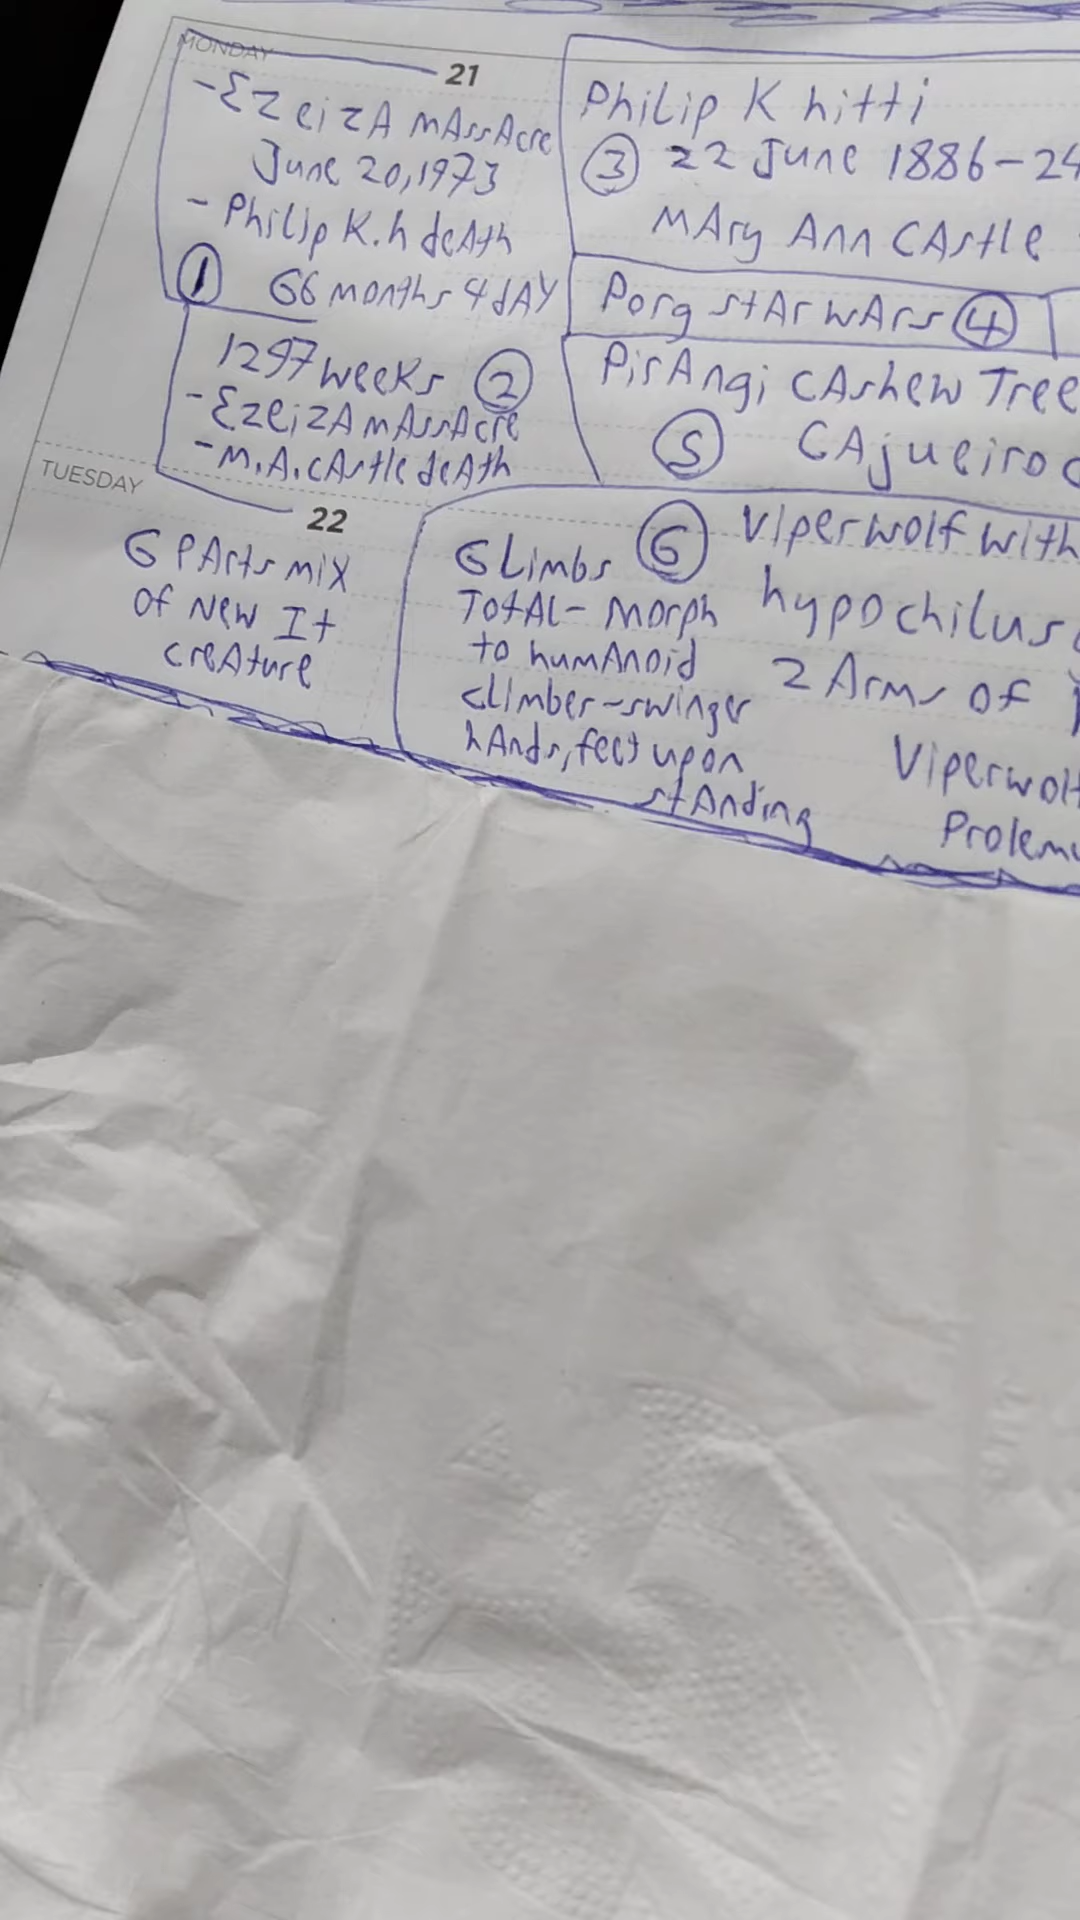 MONDAY
21
-EzeizA mAssAcre
June 20, 1973
- Philip K. h deAth
1 66 months 4 dAY
1297 weeks 2
- EzeizA mAssAcre
- M.A. cAstle deAth
Philip K hitti
3 22 June 1886 - 24
MAry Ann CAstle
Porg stAr wArs 4
PirAngi cAshew Tree
5 CAjueiro
TUESDAY
22
6 PArts mix
of New It
creAture
6 Limbs 6
TotAl - morph
to humAnoid
climber - swinger
hAnds, feet upon
stAnding
Viperwolf with
hypochilus
2 Arms of
Viperwol
Prolem